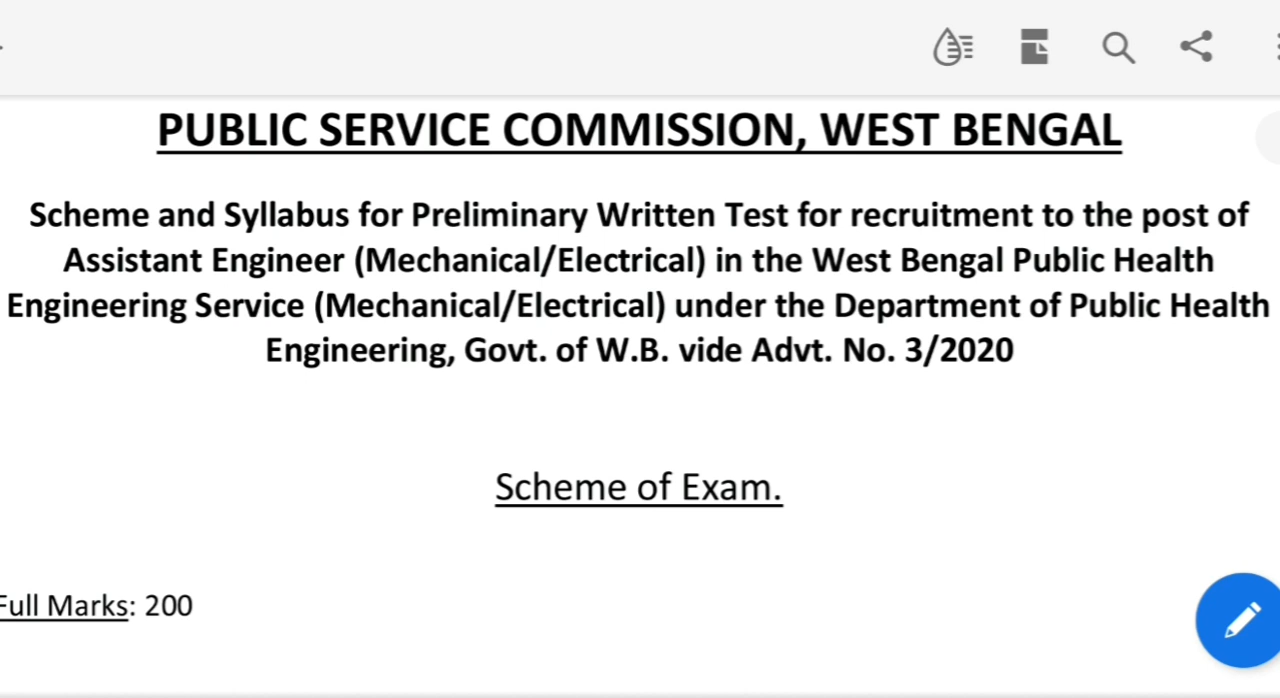 PUBLIC SERVICE COMMISSION, WEST BENGAL
Scheme and Syllabus for Preliminary Written Test for recruitment to the post of
Assistant Engineer (Mechanical/Electrical) in the West Bengal Public Health
Engineering Service (Mechanical/Electrical) under the Department of Public Health
Engineering, Govt. of W.B. vide Advt. No. 3/2020
Scheme of Exam.
Full Marks: 200